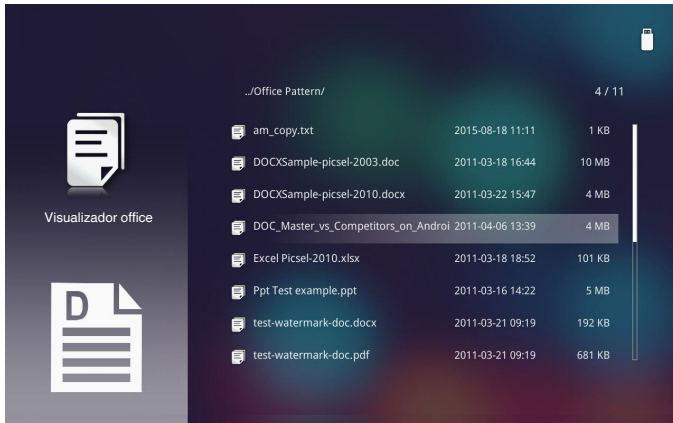 ../Office Pattern/ 4 / 11
am_copy.txt 2015-08-18 11:11 1 KB
DOCXSample-picsel-2003.doc 2011-03-18 16:44 10 MB
DOCXSample-picsel-2010.docx 2011-03-22 15:47 4 MB
Visualizador office
DOC_Master_vs_Competitors_on_Androi 2011-04-06 13:39 4 MB
Excel Picsel-2010.xlsx 2011-03-18 18:52 101 KB
Ppt Test example.ppt 2011-03-16 14:22 5 MB
D
test-watermark-doc.docx 2011-03-21 09:19 192 KB
test-watermark-doc.pdf 2011-03-21 09:19 681 KB